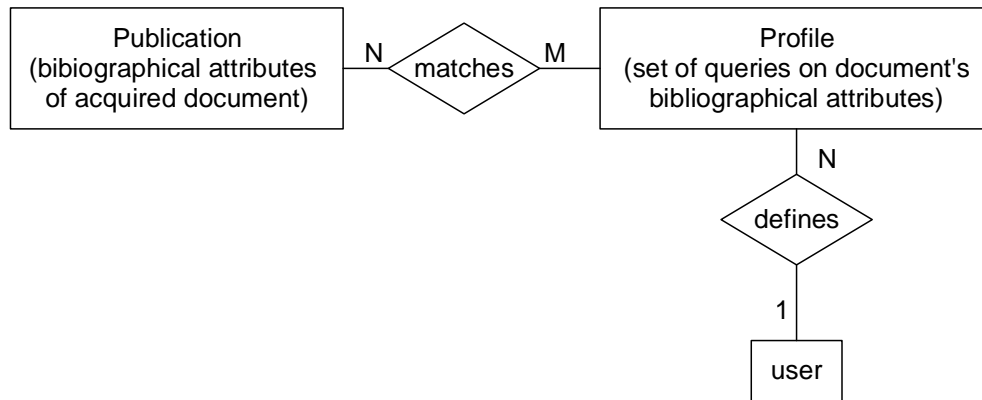 Publication
(bibiographical attributes
of acquired document)
N
matches
M
Profile
(set of queries on document's
bibliographical attributes)
N
defines
1
user